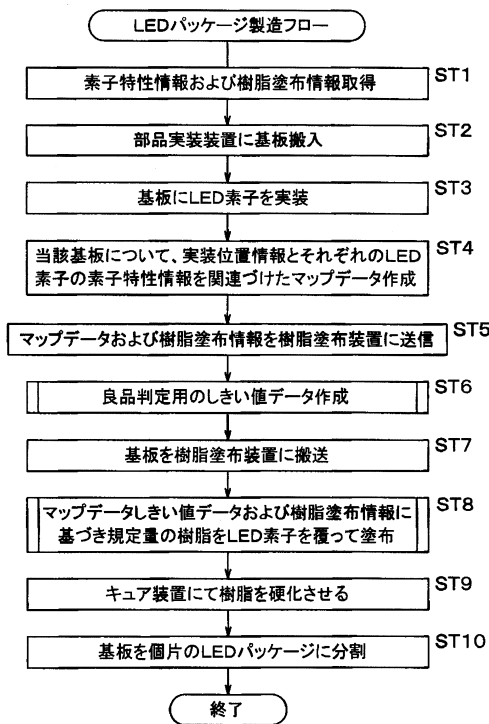 LEDパッケージ製造フロー
素子特性情報および樹脂塗布情報取得
ST1
部品実装装置に基板搬入
ST2
基板にLED素子を実装
ST3
当該基板について、実装位置情報とそれぞれのLED
素子の素子特性情報を関連づけたマップデータ作成
ST4
マップデータおよび樹脂塗布情報を樹脂塗布装置に送信
ST5
良品判定用のしきい値データ作成
ST6
基板を樹脂塗布装置に搬送
ST7
マップデータしきい値データおよび樹脂塗布情報に
基づき規定量の樹脂をLED素子を覆って塗布
ST8
キュア装置にて樹脂を硬化させる
ST9
基板を個片のLEDパッケージに分割
ST10
終了